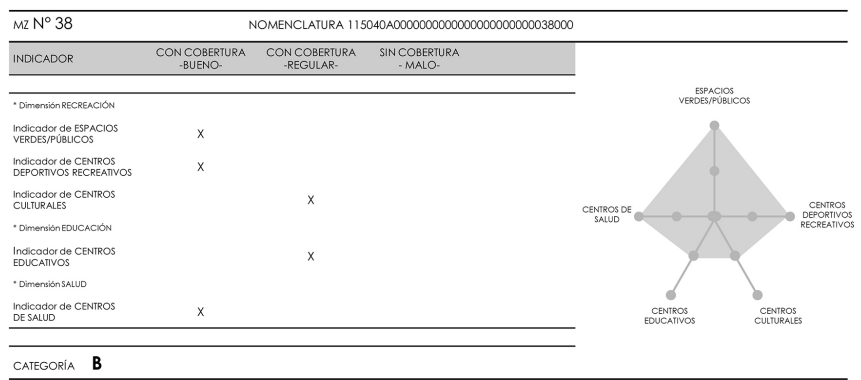 MZ N° 38 NOMENCLATURA 115040A0000000000000000000000038000
INDICADOR CON COBERTURA CON COBERTURA SIN COBERTURA
-BUENO- -REGULAR- - MALO-
* Dimensión RECREACIÓN
Indicador de ESPACIOS
VERDES/PÚBLICOS X
Indicador de CENTROS
DEPORTIVOS RECREATIVOS X
Indicador de CENTROS
CULTURALES X
* Dimensión EDUCACIÓN
Indicador de CENTROS
EDUCATIVOS X
* Dimensión SALUD
Indicador de CENTROS
DE SALUD X
CATEGORÍA B
ESPACIOS
VERDES/PÚBLICOS
CENTROS DE
SALUD
CENTROS
DEPORTIVOS
RECREATIVOS
CENTROS
EDUCATIVOS
CENTROS
CULTURALES